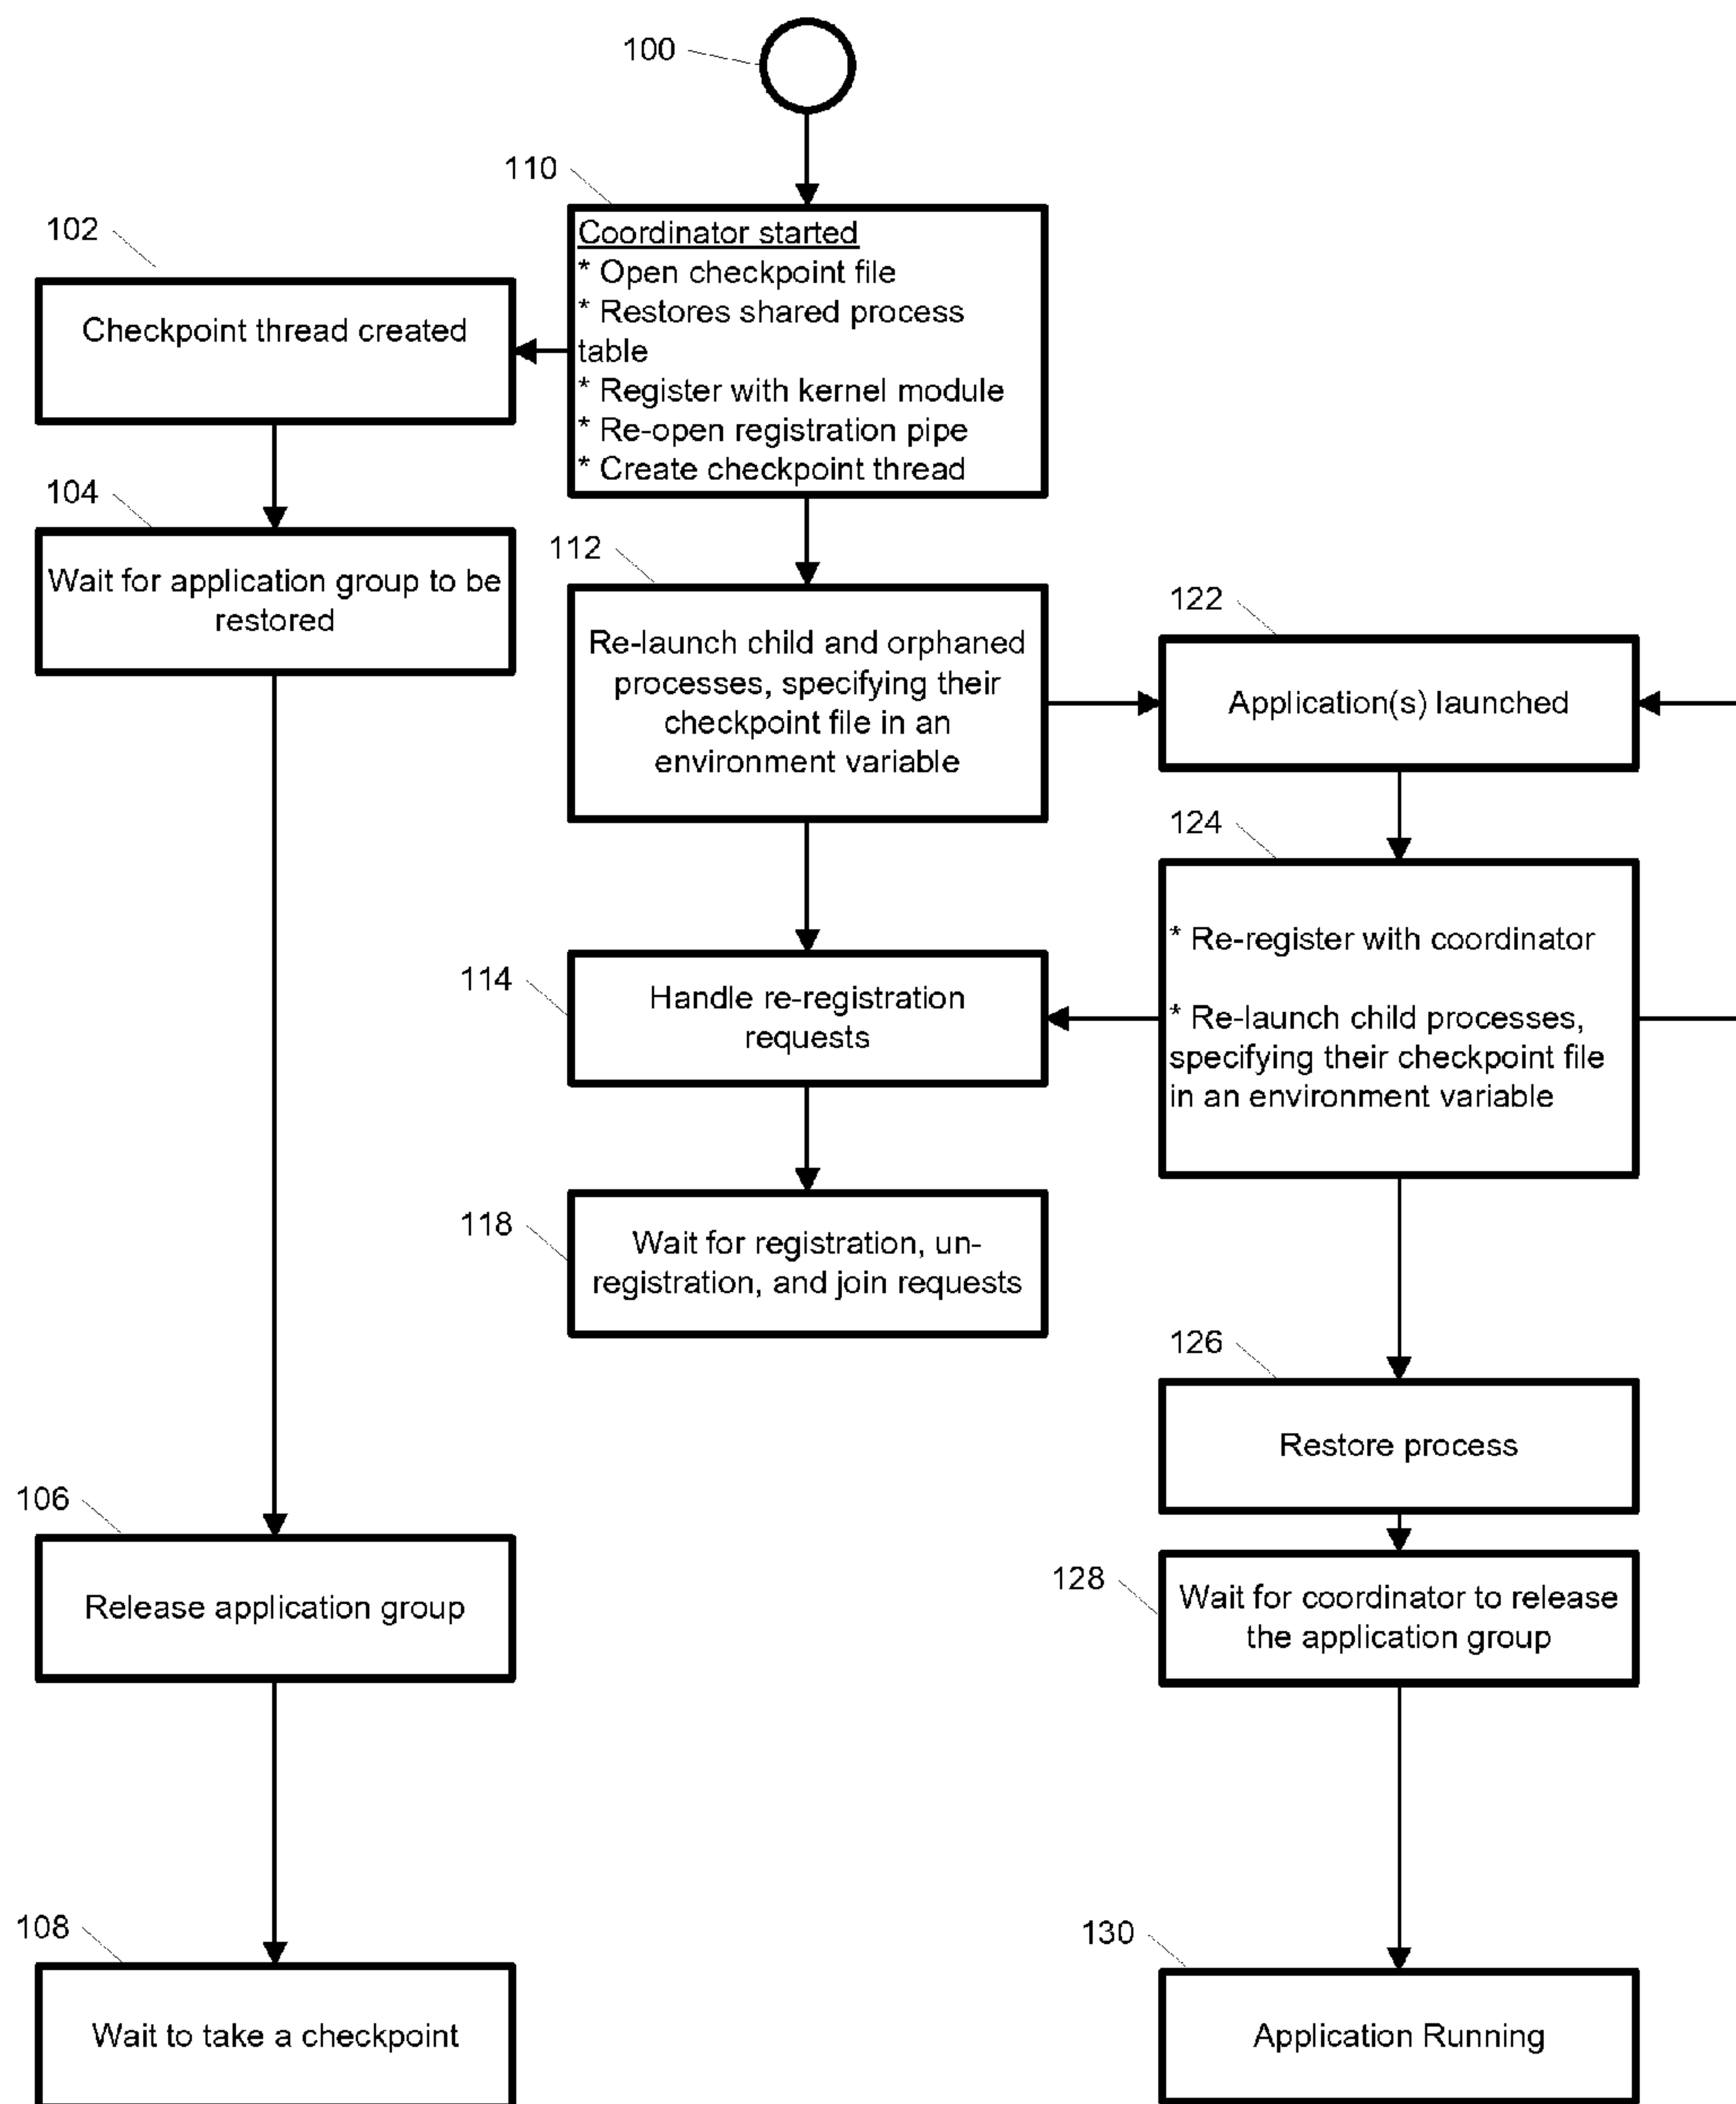 100
110
Coordinator started
* Open checkpoint file
* Restores shared process
table
* Register with kernel module
* Re-open registration pipe
* Create checkpoint thread
102
Checkpoint thread created
104
Wait for application group to be
restored
112
Re-launch child and orphaned
processes, specifying their
checkpoint file in an
environment variable
122
Application(s) launched
124
* Re-register with coordinator
* Re-launch child processes,
specifying their checkpoint file
in an environment variable
114
Handle re-registration
requests
118
Wait for registration, un-
registration, and join requests
126
Restore process
106
Release application group
128
Wait for coordinator to release
the application group
108
Wait to take a checkpoint
130
Application Running